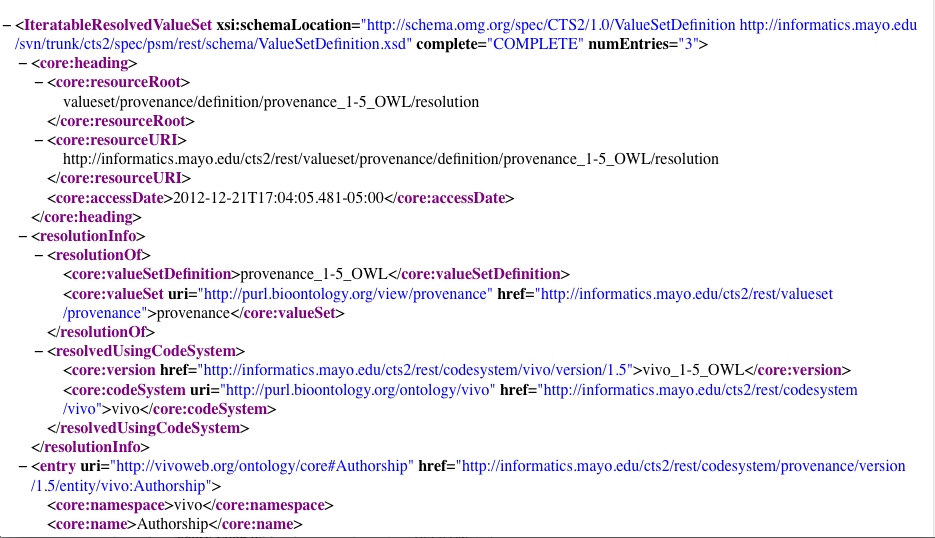 – <IteratableResolvedValueSet xsi:schemaLocation="http://schema.omg.org/spec/CTS2/1.0/ValueSetDefinition http://informatics.mayo.edu
/svn/trunk/cts2/spec/psm/rest/schema/ValueSetDefinition.xsd" complete="COMPLETE" numEntries="3">
– <core:heading>
– <core:resourceRoot>
valueset/provenance/definition/provenance_1-5_OWL/resolution
</core:resourceRoot>
– <core:resourceURI>
http://informatics.mayo.edu/cts2/rest/valueset/provenance/definition/provenance_1-5_OWL/resolution
</core:resourceURI>
<core:accessDate>2012-12-21T17:04:05.481-05:00</core:accessDate>
</core:heading>
– <resolutionInfo>
– <resolutionOf>
<core:valueSetDefinition>provenance_1-5_OWL</core:valueSetDefinition>
<core:valueSet uri="http://purl.bioontology.org/view/provenance" href="http://informatics.mayo.edu/cts2/rest/valueset
/provenance">provenance</core:valueSet>
</resolutionOf>
– <resolvedUsingCodeSystem>
<core:version href="http://informatics.mayo.edu/cts2/rest/codesystem/vivo/version/1.5">vivo_1-5_OWL</core:version>
<core:codeSystem uri="http://purl.bioontology.org/ontology/vivo" href="http://informatics.mayo.edu/cts2/rest/codesystem
/vivo">vivo</core:codeSystem>
</resolvedUsingCodeSystem>
</resolutionInfo>
– <entry uri="http://vivoweb.org/ontology/core#Authorship" href="http://informatics.mayo.edu/cts2/rest/codesystem/provenance/version
/1.5/entity/vivo:Authorship">
<core:namespace>vivo</core:namespace>
<core:name>Authorship</core:name>